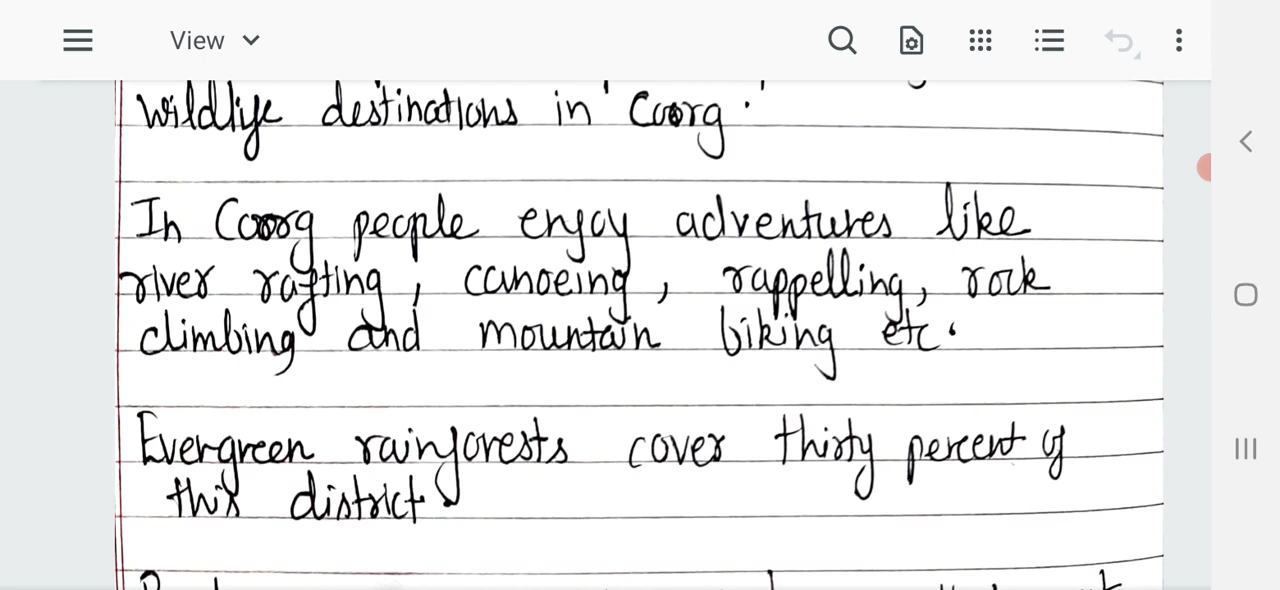 View
wildlife destinations in Coorg.
In Coorg people enjoy adventures like
river rafting, canoeing, rappelling, rock
climbing and mountain biking etc.
Evergreen rainforests cover thirty percent of
this district.